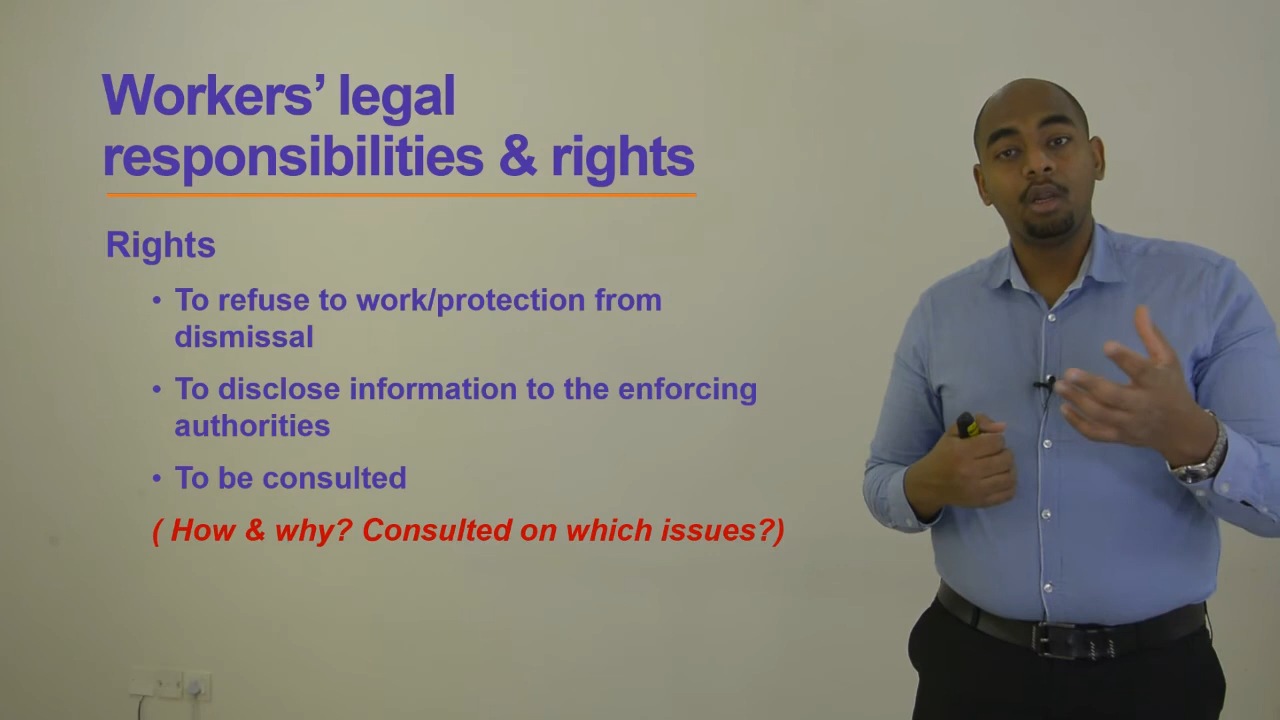 Workers’ legal
responsibilities & rights
Rights
• To refuse to work/protection from
dismissal
• To disclose information to the enforcing
authorities
• To be consulted
( How & why? Consulted on which issues?)